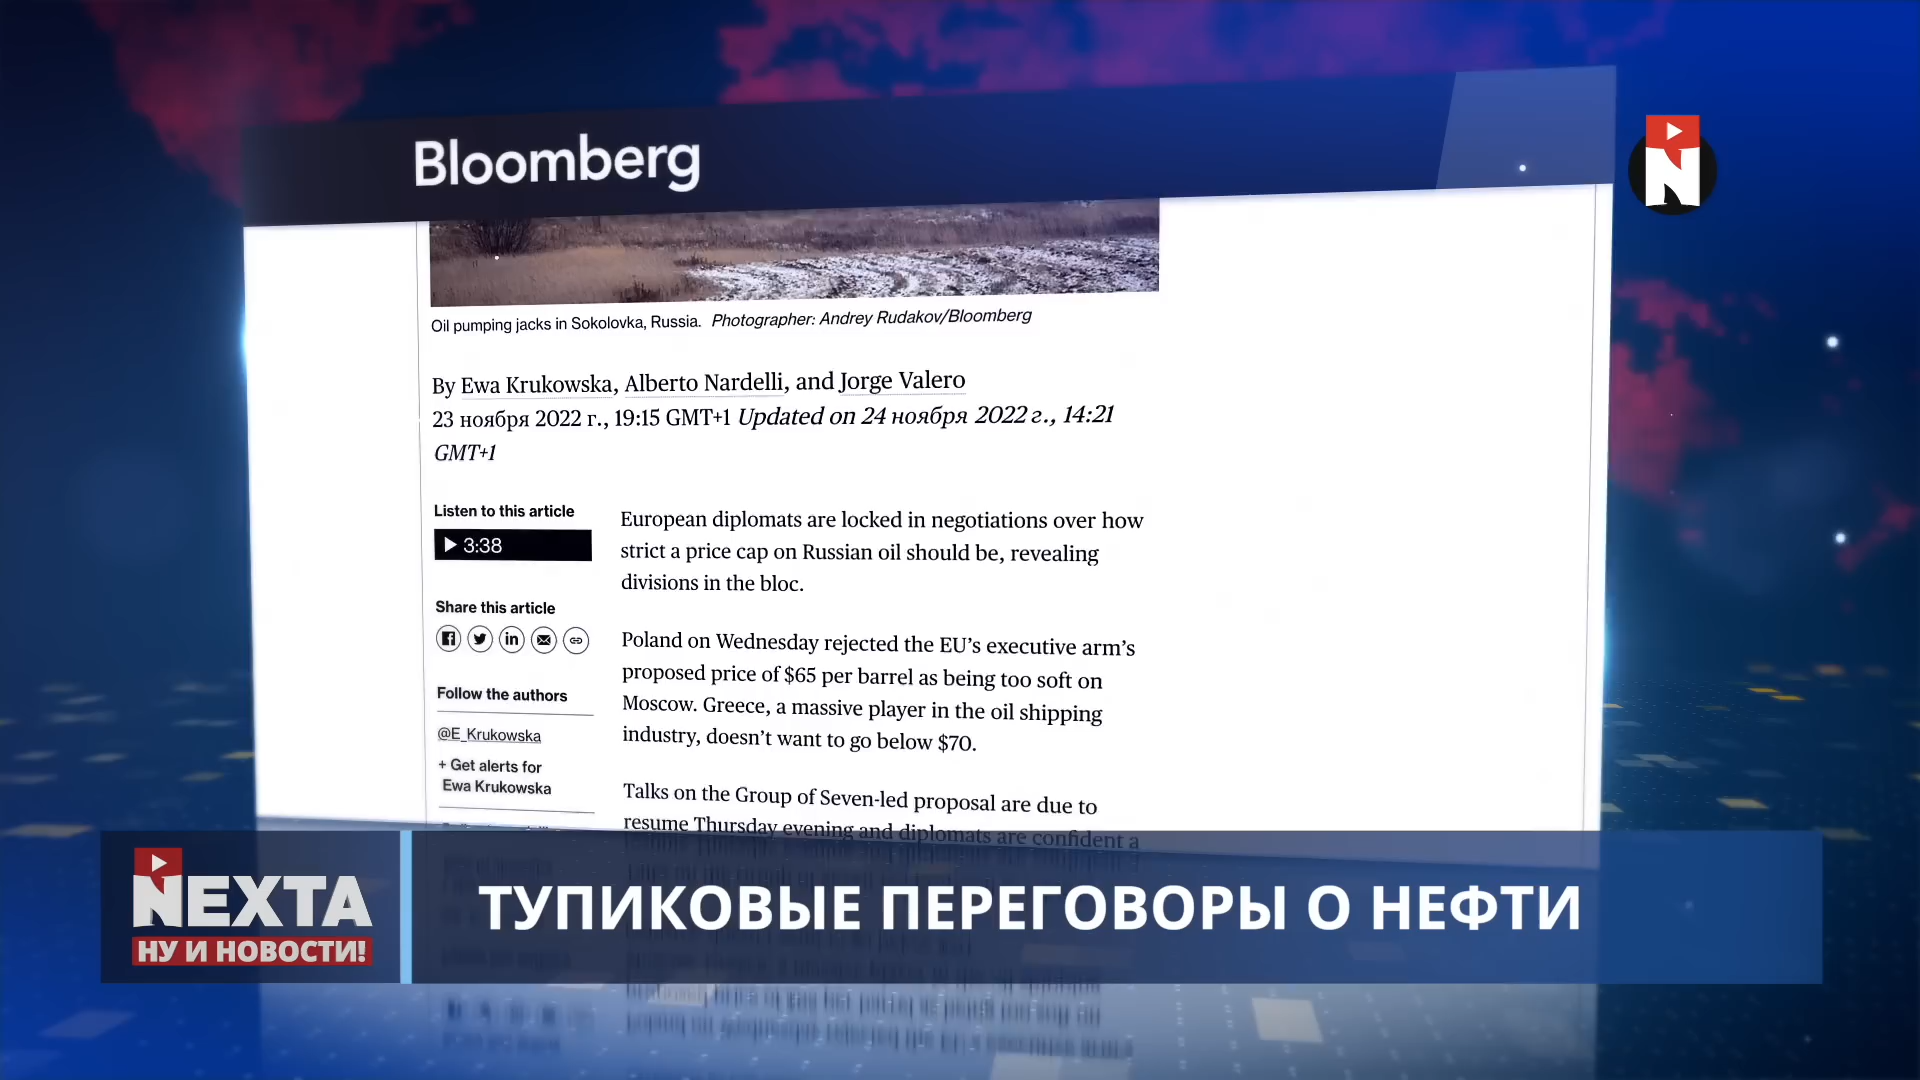 Bloomberg
Oil pumping jacks in Sokolovka, Russia. Photographer: Andrey Rudakov/Bloomberg
By Ewa Krukowska, Alberto Nardelli, and Jorge Valero
23 ноября 2022 г., 19:15 GMT+1 Updated on 24 ноября 2022 г., 14:21
GMT+1
Listen to this article
3:38
Share this article
Follow the authors
@E_Krukowska
+ Get alerts for
Ewa Krukowska
European diplomats are locked in negotiations over how
strict a price cap on Russian oil should be, revealing
divisions in the bloc.
Poland on Wednesday rejected the EU’s executive arm’s
proposed price of $65 per barrel as being too soft on
Moscow. Greece, a massive player in the oil shipping
industry, doesn’t want to go below $70.
Talks on the Group of Seven-led proposal are due to
resume Thursday evening and diplomats are confident a
NEXTA
НУ И НОВОСТИ!
ТУПИКОВЫЕ ПЕРЕГОВОРЫ О НЕФТИ